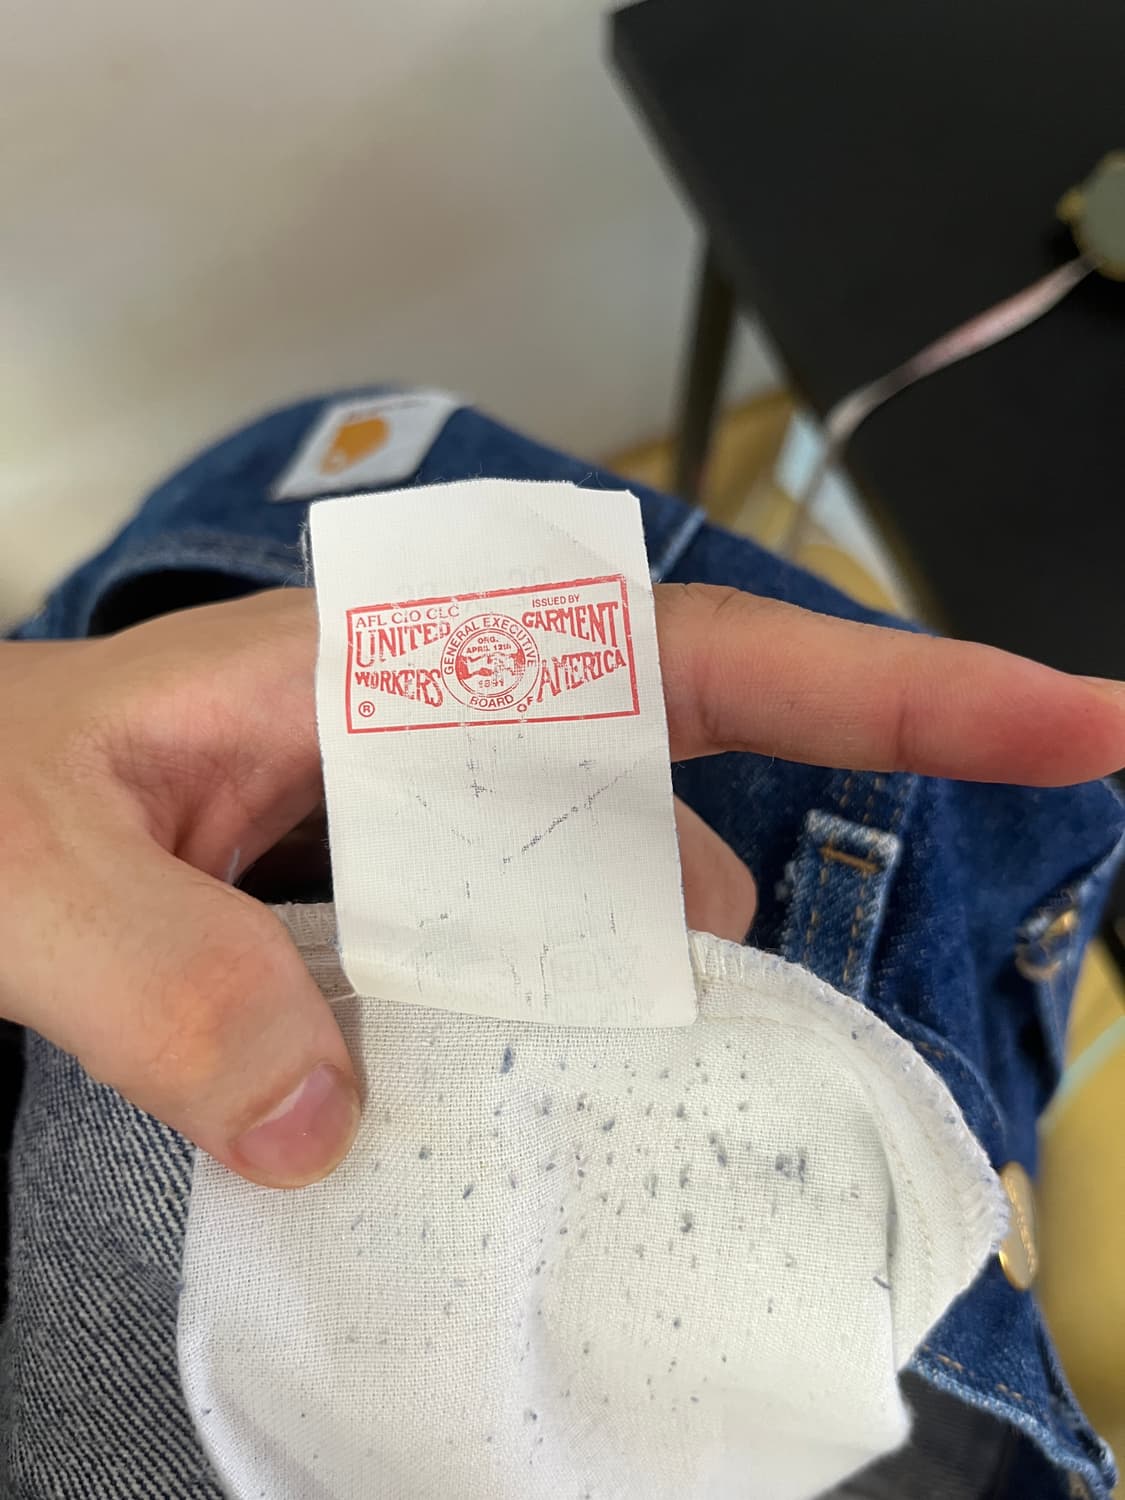 AFL CIO CLC
ISSUED BY
UNITED GARMENT
WORKERS OF AMERICA
GENERAL EXECUTIVE
BOARD
ORG.
APRIL 12th
1891
®